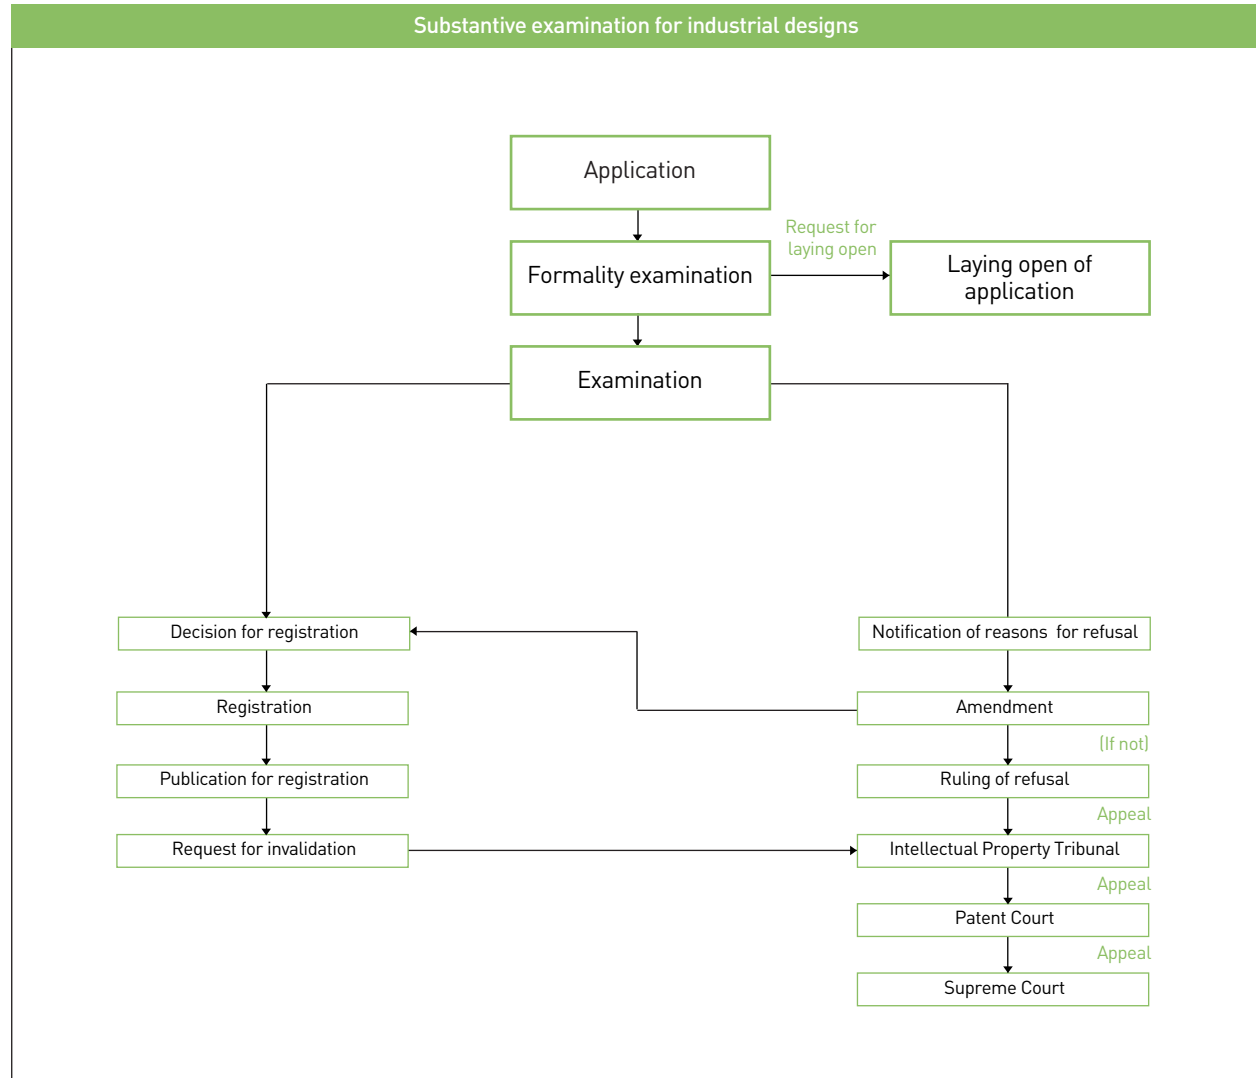 Substantive examination for industrial designs
Application
Request for
laying open
Formality examination
Laying open of
application
Examination
Decision for registration
Notification of reasons for refusal
Registration
Amendment
(If not)
Publication for registration
Ruling of refusal
Appeal
Request for invalidation
Intellectual Property Tribunal
Appeal
Patent Court
Appeal
Supreme Court